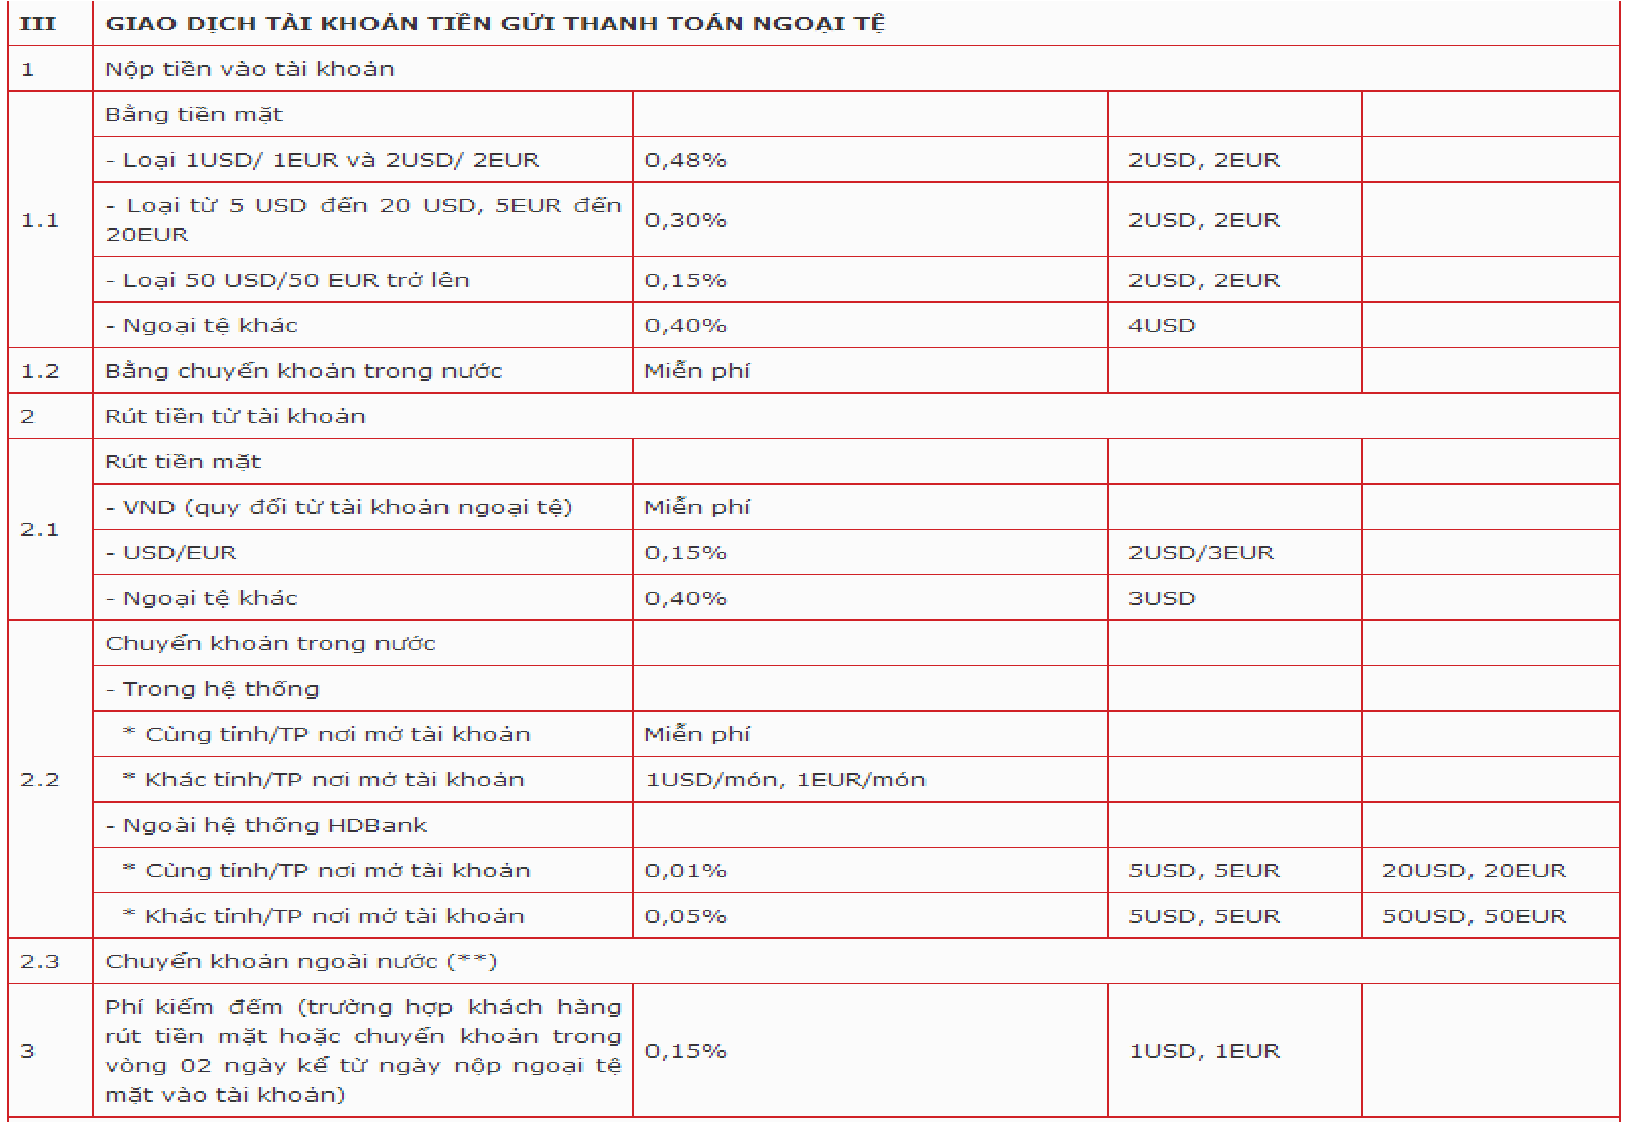 III GIAO DỊCH TÀI KHOẢN TIỀN GỬI THANH TOÁN NGOẠI TỆ
1 Nộp tiền vào tài khoản
1.1
Bằng tiền mặt
- Loại 1USD/ 1EUR và 2USD/ 2EUR 0,48% 2USD, 2EUR
- Loại từ 5 USD đến 20 USD, 5EUR đến
20EUR
0,30% 2USD, 2EUR
- Loại 50 USD/50 EUR trở lên 0,15% 2USD, 2EUR
- Ngoại tệ khác 0,40% 4USD
1.2 Bằng chuyển khoản trong nước Miễn phí
2 Rút tiền từ tài khoản
2.1
Rút tiền mặt
- VND (quy đổi từ tài khoản ngoại tệ) Miễn phí
- USD/EUR 0,15% 2USD/3EUR
- Ngoại tệ khác 0,40% 3USD
2.2
Chuyển khoản trong nước
- Trong hệ thống
* Cùng tỉnh/TP nơi mở tài khoản Miễn phí
* Khác tỉnh/TP nơi mở tài khoản 1USD/món, 1EUR/món
- Ngoài hệ thống HDBank
* Cùng tỉnh/TP nơi mở tài khoản 0,01% 5USD, 5EUR 20USD, 20EUR
* Khác tỉnh/TP nơi mở tài khoản 0,05% 5USD, 5EUR 50USD, 50EUR
2.3 Chuyển khoản ngoài nước (**)
3
Phí kiểm đếm (trường hợp khách hàng
rút tiền mặt hoặc chuyển khoản trong
vòng 02 ngày kể từ ngày nộp ngoại tệ
mặt vào tài khoản)
0,15% 1USD, 1EUR